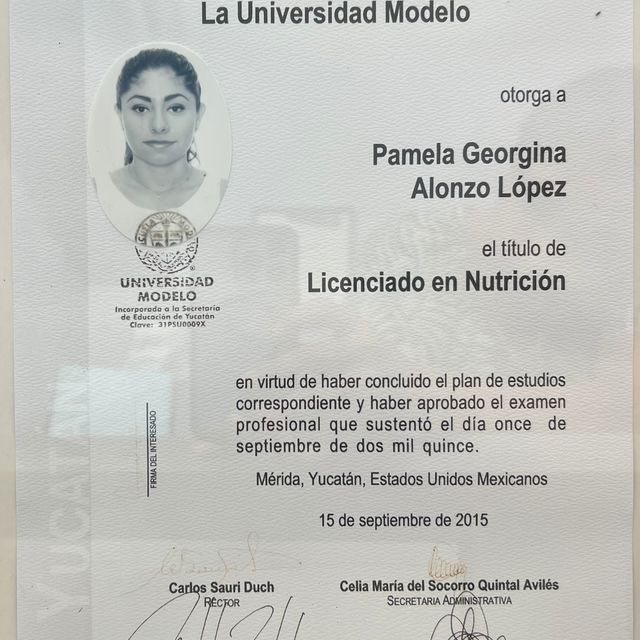 La Universidad Modelo
otorga a
Pamela Georgina
Alonzo López
el título de
Licenciado en Nutrición
UNIVERSIDAD
MODELO
Incorporada a la Secretaría
de Educación de Yucatán
Clave: 31PSU0009X
en virtud de haber concluido el plan de estudios
correspondiente y haber aprobado el examen
profesional que sustentó el día once de
septiembre de dos mil quince.
FIRMA DEL INTERESADO
Mérida, Yucatán, Estados Unidos Mexicanos
15 de septiembre de 2015
YUCATÁN
Carlos Sauri Duch
RECTOR
Celia María del Socorro Quintal Avilés
SECRETARIA ADMINISTRATIVA